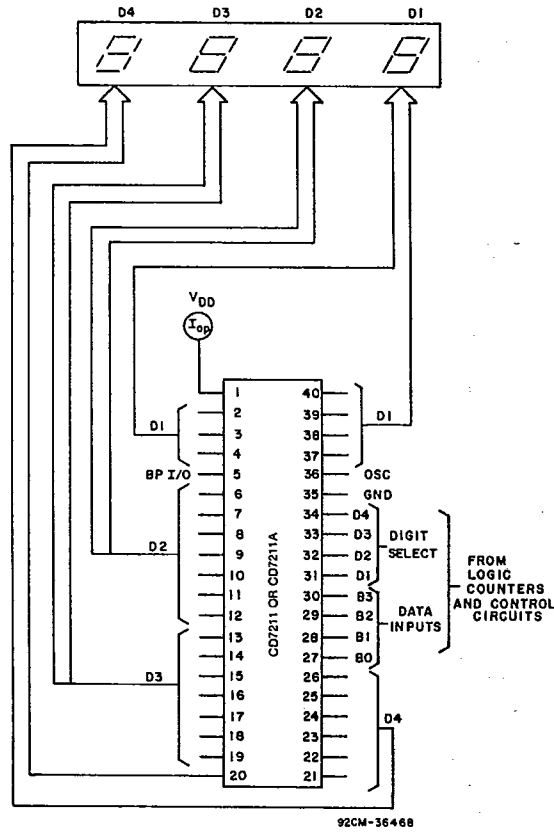 D4 D3 D2 D1
VDD
Iop
1 40
2 39
3 38
4 37
D1 D1
BP I/O 5 36 OSC
6 35 GND
7 34 D4
8 33 D3
9 32 D2
10 31 D1
DIGIT
SELECT
D2
11 30 B3
12 29 B2
13 28 B1
14 27 B0
DATA
INPUTS
FROM
LOGIC
COUNTERS
AND CONTROL
CIRCUITS
15 26
16 25
17 24
18 23
19 22
20 21
D3 D4
CD7211 OR CD7211A
92CM-36468